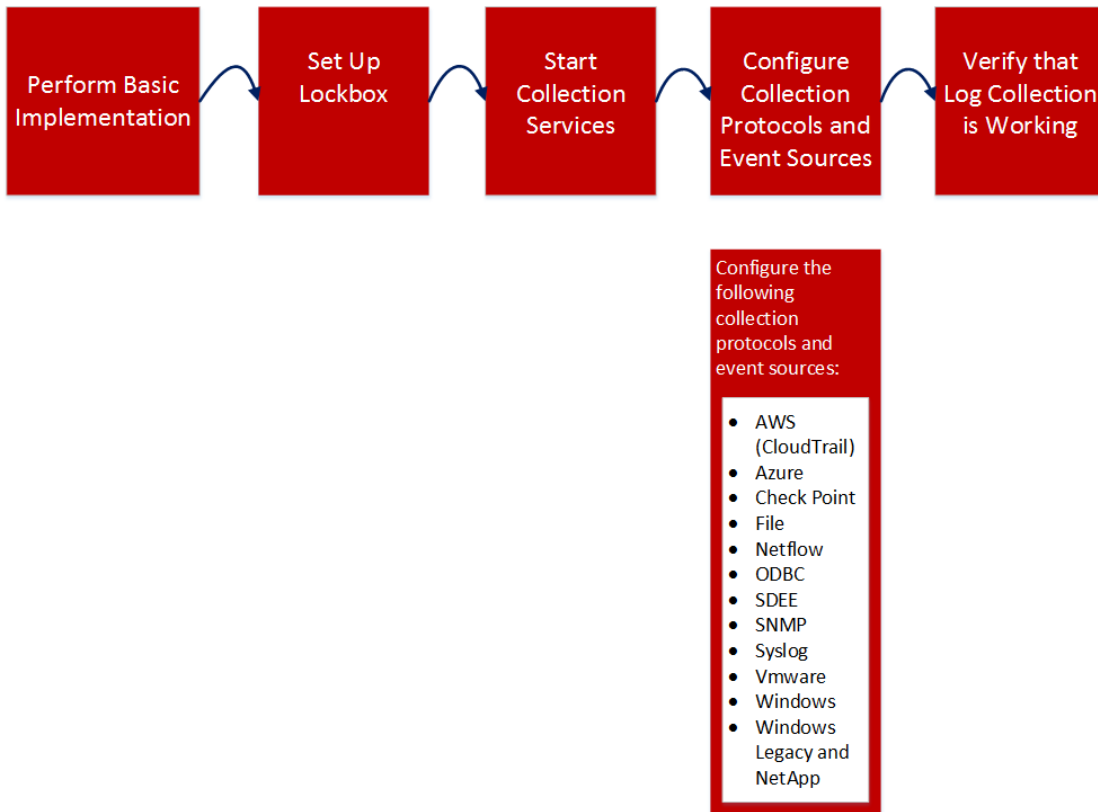 Perform Basic
Implementation
Set Up
Lockbox
Start
Collection
Services
Configure
Collection
Protocols and
Event Sources
Verify that
Log Collection
is Working
Configure the
following
collection
protocols and
event sources:
• AWS
(CloudTrail)
• Azure
• Check Point
• File
• Netflow
• ODBC
• SDEE
• SNMP
• Syslog
• Vmware
• Windows
• Windows
Legacy and
NetApp